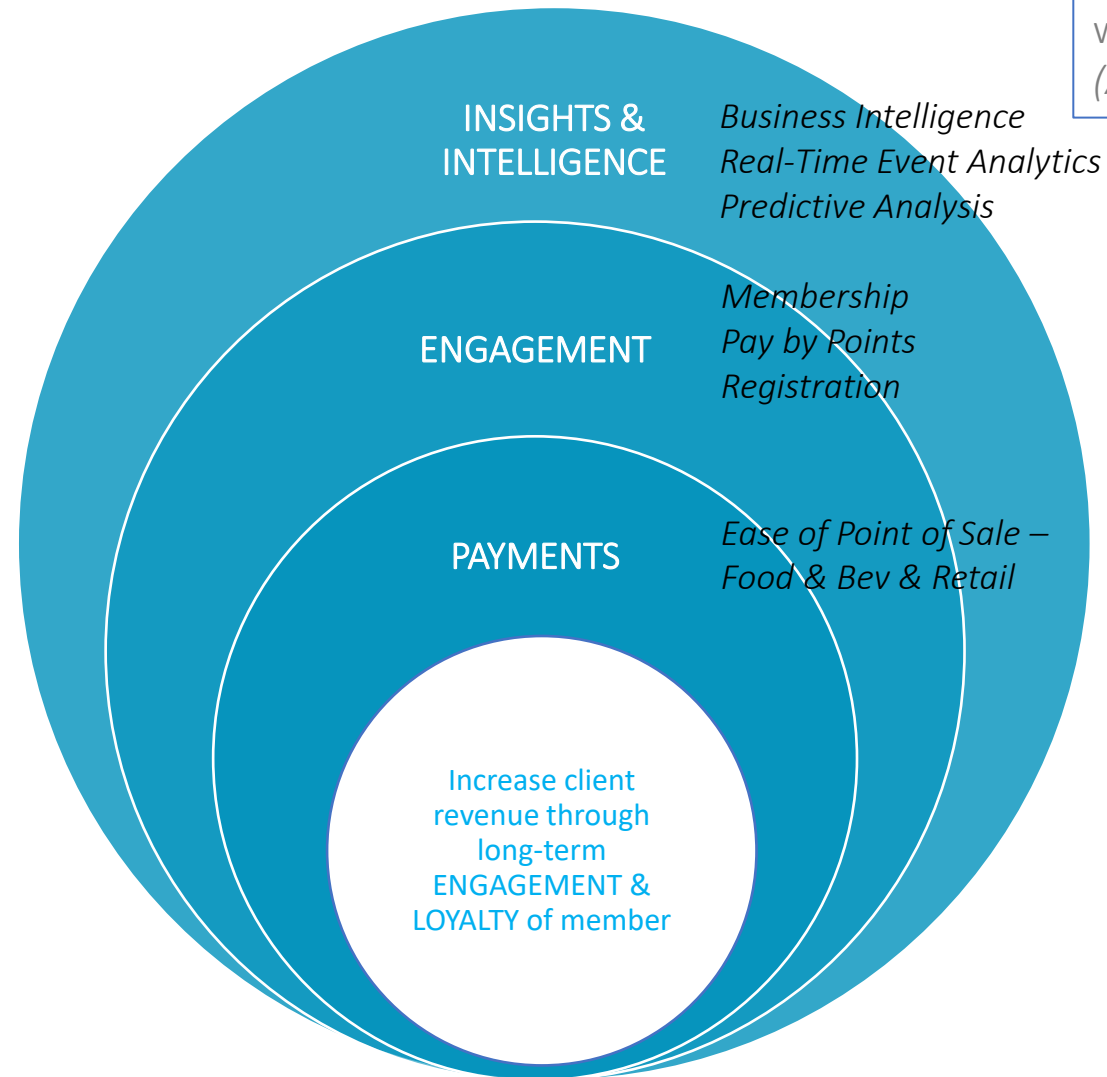 INSIGHTS &
INTELLIGENCE
Business Intelligence
Real-Time Event Analytics
Predictive Analysis
ENGAGEMENT
Membership
Pay by Points
Registration
PAYMENTS
Ease of Point of Sale –
Food & Bev & Retail
Increase client
revenue through
long-term
ENGAGEMENT &
LOYALTY of member